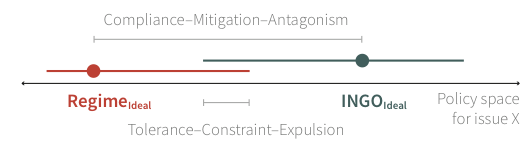 Compliance–Mitigation–Antagonism
RegimeIdeal
INGOIdeal
Policy space
for issue X
Tolerance–Constraint–Expulsion